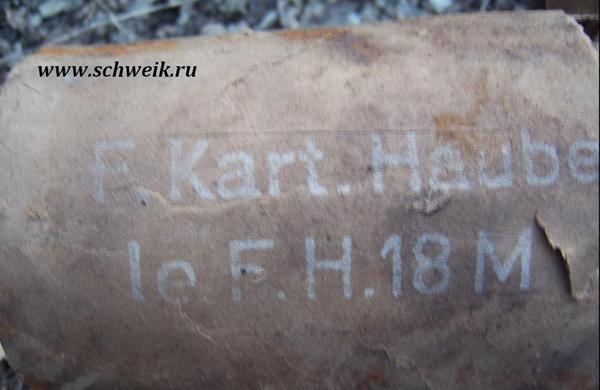 www.schweik.ru
F. Kart. Haube
le. F. H. 18 M